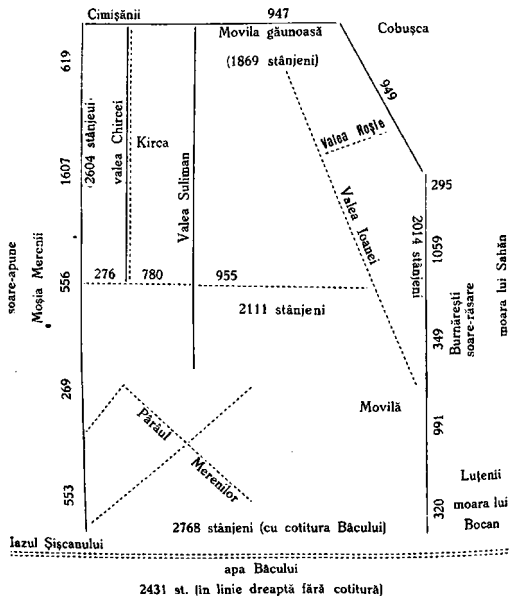 Cimișănii
947
Movila găunoasă
(1869 stânjeni)
Cobușca
619
949
Valea Roșie
2604 stânjeni
valea Chircei
Kirca
1607
Valea Suliman
Valea Ioanei
295
2014 stânjeni
1059
moara lui Sahăn
soare-apune
Moșia Merenii
556
276
780
955
2111 stânjeni
349
Burnărești
soare-răsare
269
Movilă
991
Pârâul
Merenilor
Luțenii
553
320
moara lui
Bocan
2768 stânjeni (cu cotitura Bâcului)
Iazul Șișcanului
apa Bâcului
2431 st. (în linie dreaptă fără cotitură)